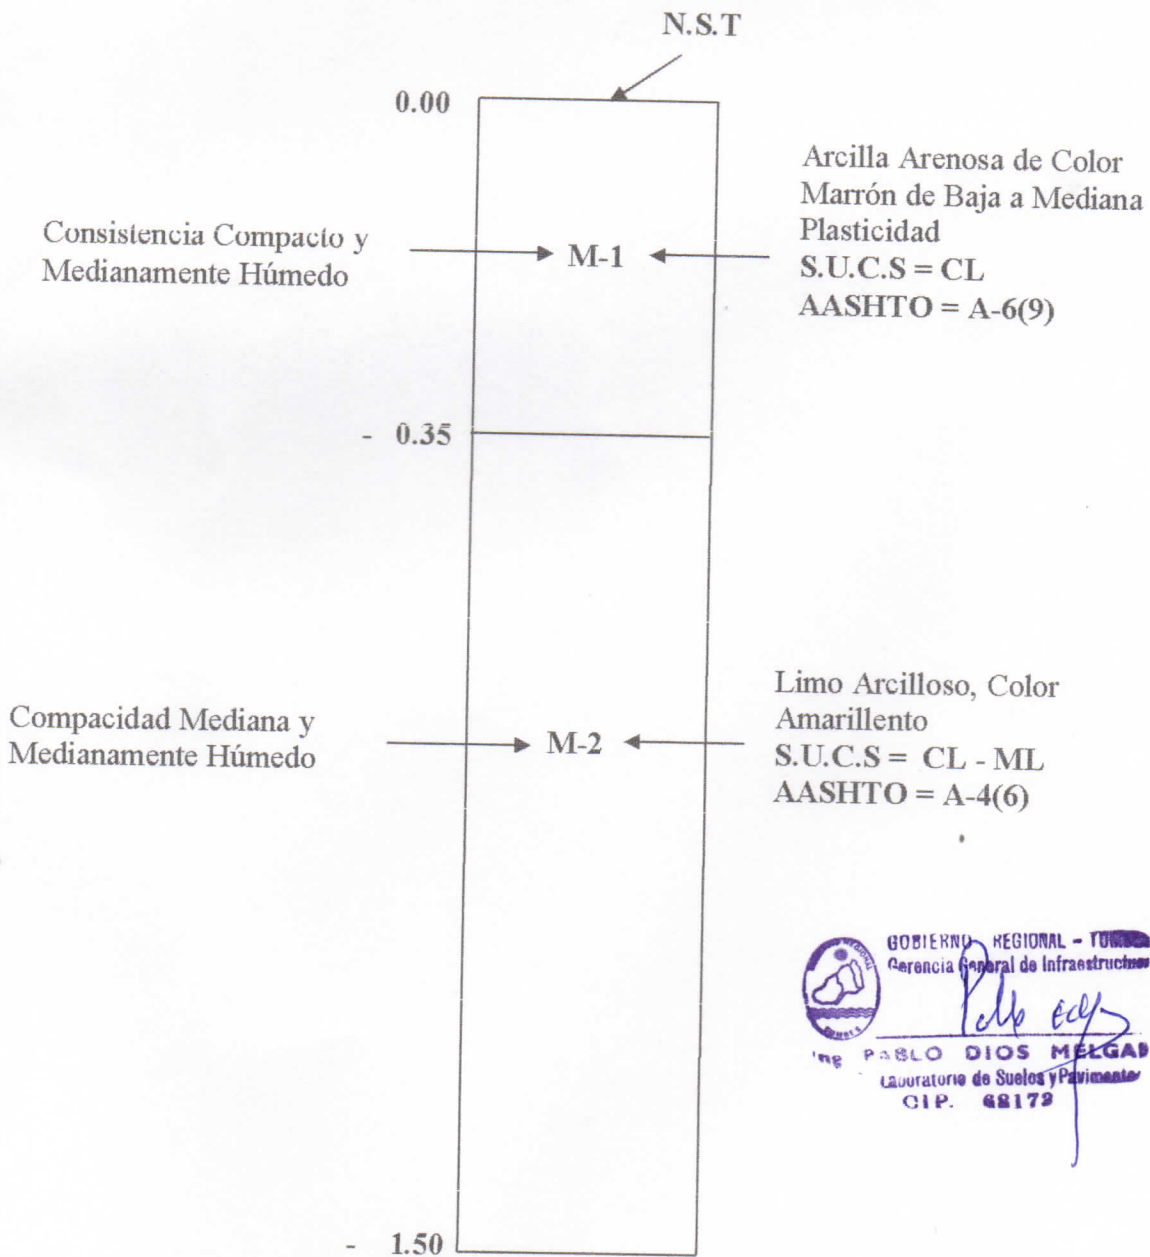 N.S.T
0.00
Arcilla Arenosa de Color
Marrón de Baja a Mediana
Plasticidad
S.U.C.S = CL
AASHTO = A-6(9)
Consistencia Compacto y
Medianamente Húmedo
M-1
- 0.35
Limo Arcilloso, Color
Amarillento
S.U.C.S = CL - ML
AASHTO = A-4(6)
Compacidad Mediana y
Medianamente Húmedo
M-2
GOBIERNO REGIONAL -
Gerencia General de Infraestructura
Ing PABLO DIOS MELGAR
Laboratorio de Suelos y Pavimento
CIP. 68172
- 1.50